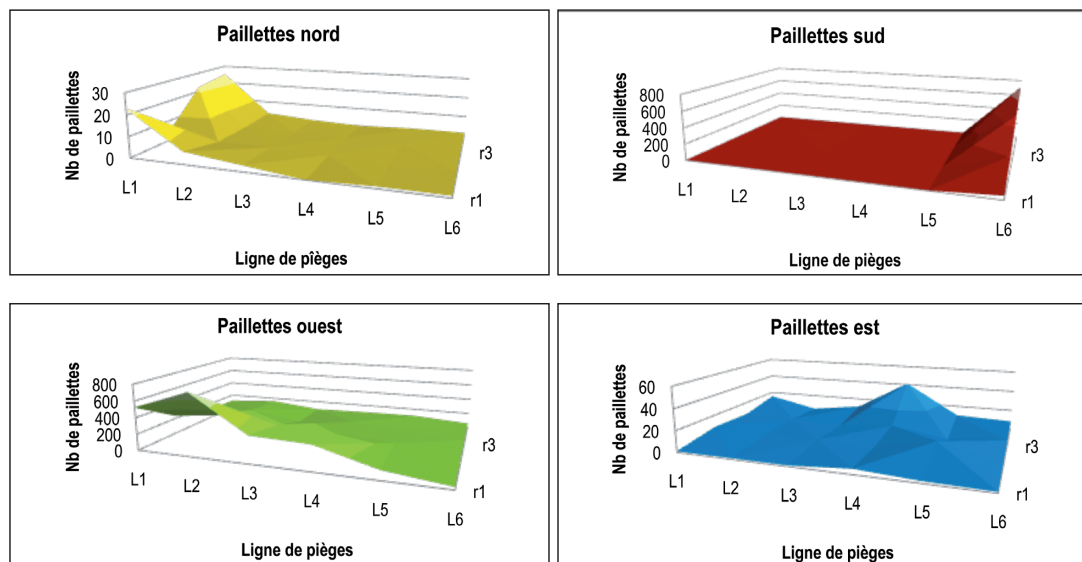 Paillettes nord
Nb de paillettes
30
20
10
0
L1
L2
L3
L4
L5
L6
r3
r1
Ligne de pîèges
Paillettes sud
Nb de paillettes
800
600
400
200
0
L1
L2
L3
L4
L5
L6
r3
r1
Ligne de pièges
Paillettes ouest
Nb de paillettes
800
600
400
200
0
L1
L2
L3
L4
L5
L6
r3
r1
Ligne de pièges
Paillettes est
Nb de paillettes
60
40
20
0
L1
L2
L3
L4
L5
L6
r3
r1
Ligne de pièges